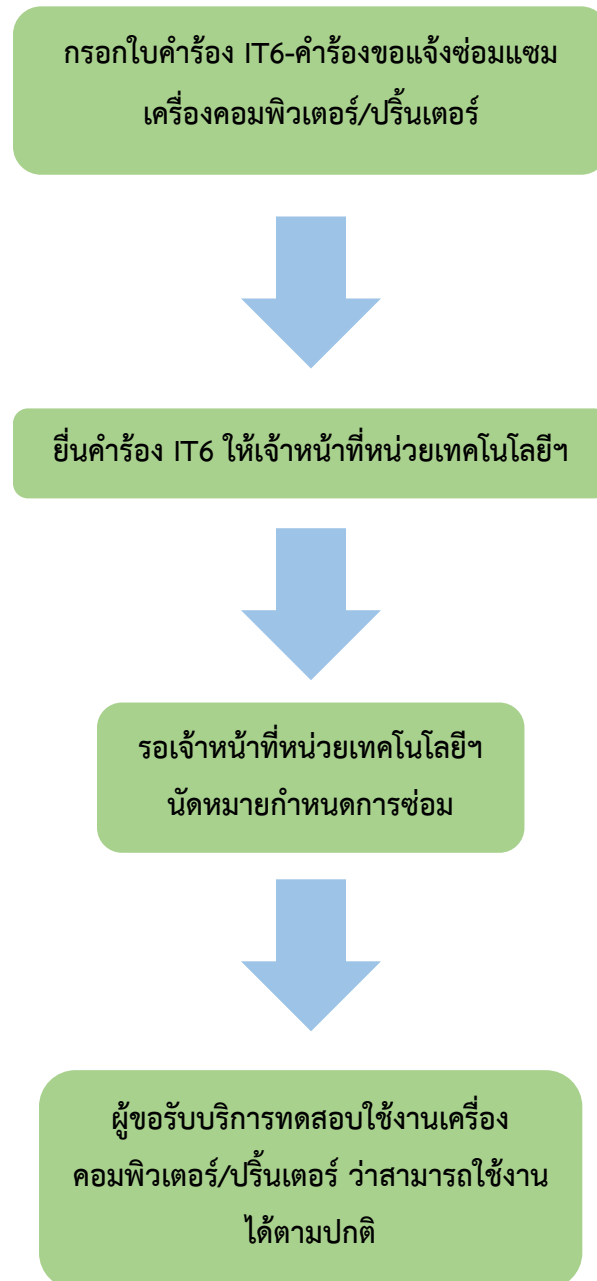 กรอกใบคำร้อง IT6-คำร้องขอแจ้งซ่อมแซม
เครื่องคอมพิวเตอร์/ปริ้นเตอร์
ยื่นคำร้อง IT6 ให้เจ้าหน้าที่หน่วยเทคโนโลยีฯ
รอเจ้าหน้าที่หน่วยเทคโนโลยีฯ
นัดหมายกำหนดการซ่อม
ผู้ขอรับบริการทดสอบใช้งานเครื่อง
คอมพิวเตอร์/ปริ้นเตอร์ ว่าสามารถใช้งาน
ได้ตามปกติ